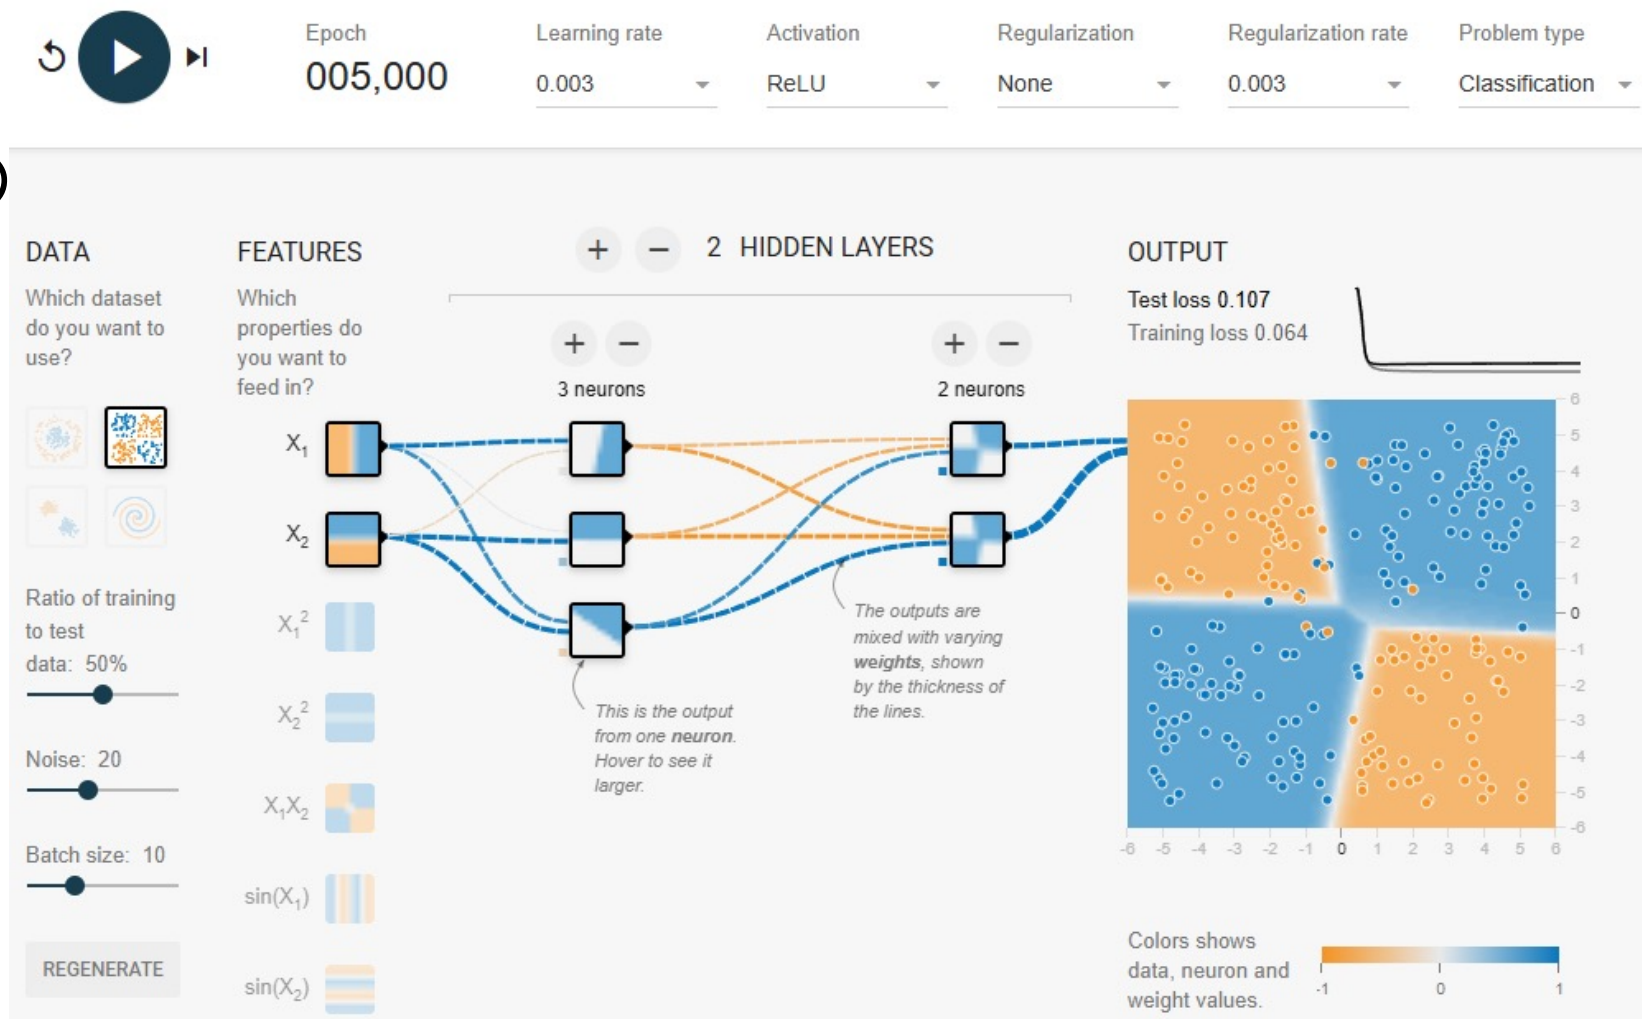 Epoch
005,000
Learning rate
0.003
Activation
ReLU
Regularization
None
Regularization rate
0.003
Problem type
Classification
)
DATA
Which dataset
do you want to
use?
Ratio of training
to test
data: 50%
Noise: 20
Batch size: 10
REGENERATE
FEATURES
Which
properties do
you want to
feed in?
X1
X2
X1²
X2²
X1X2
sin(X1)
sin(X2)
+ − 2 HIDDEN LAYERS
+ −
3 neurons
+ −
2 neurons
This is the output
from one neuron.
Hover to see it
larger.
The outputs are
mixed with varying
weights, shown
by the thickness of
the lines.
OUTPUT
Test loss 0.107
Training loss 0.064
6
5
4
3
2
1
0
-1
-2
-3
-4
-5
-6
-6 -5 -4 -3 -2 -1 0 1 2 3 4 5 6
Colors shows
data, neuron and
weight values.
-1 0 1